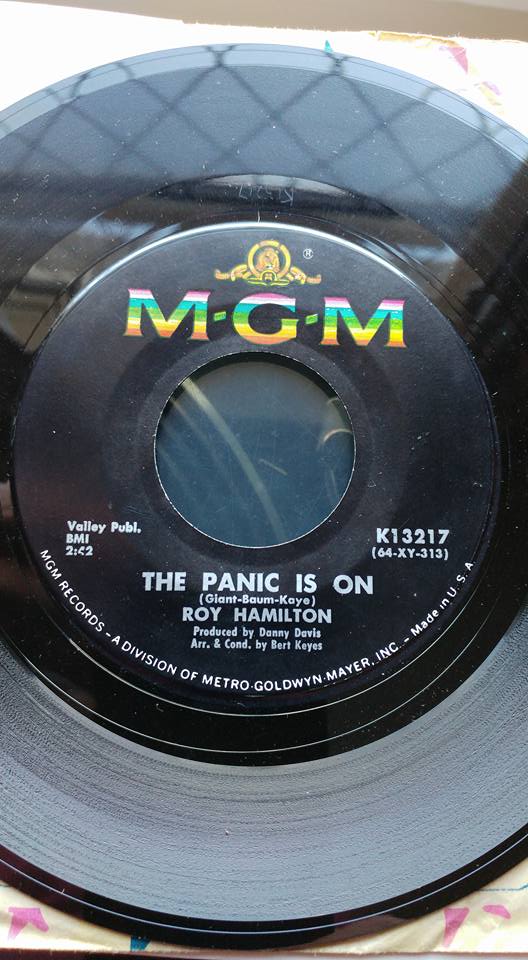 K13217
®
M·G·M
Valley Publ.
BMI
2:42
K13217
(64-XY-313)
THE PANIC IS ON
(Giant-Baum-Kaye)
ROY HAMILTON
Produced by Danny Davis
Arr. & Cond. by Bert Keyes
MGM RECORDS - A DIVISION OF METRO-GOLDWYN-MAYER, INC. - Made in U.S.A